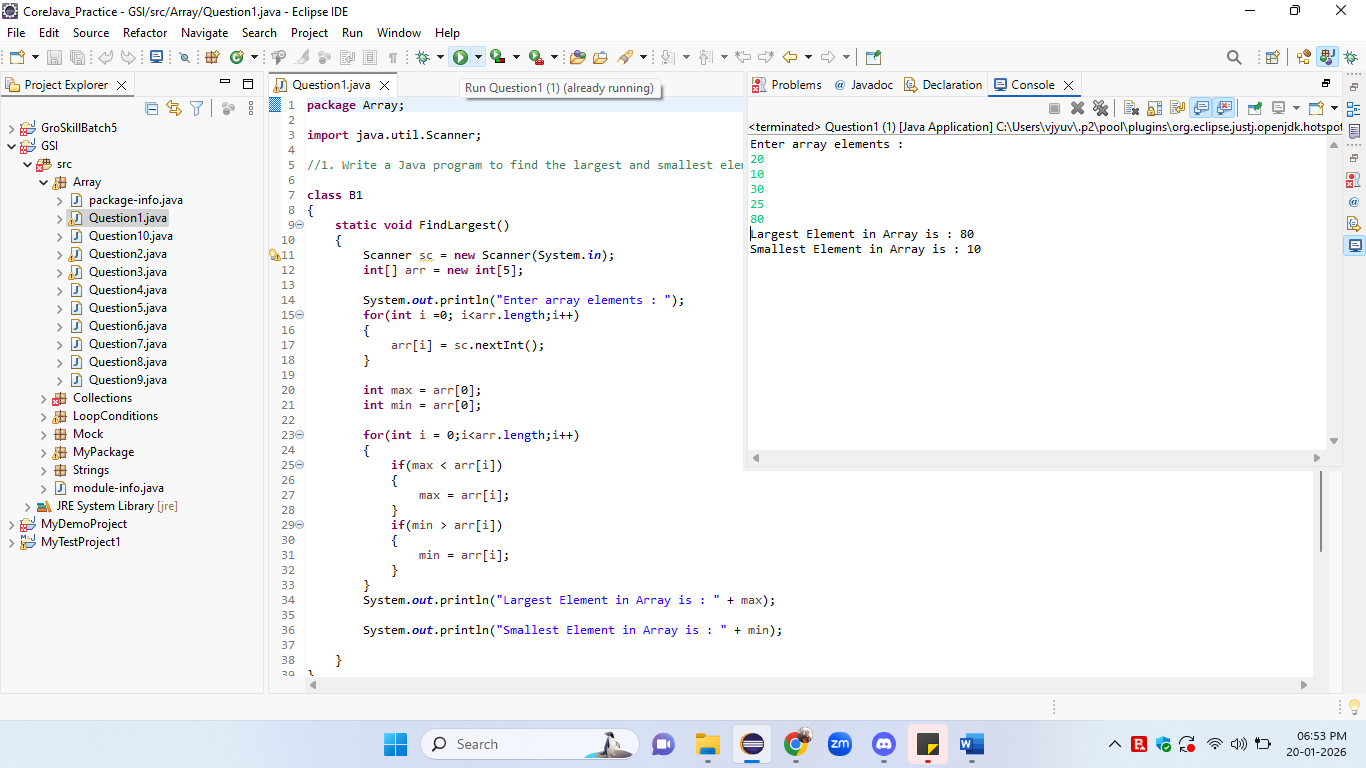 CoreJava_Practice - GSI/src/Array/Question1.java - Eclipse IDE
File Edit Source Refactor Navigate Search Project Run Window Help
Project Explorer
GroSkillBatch5
GSI
src
Array
package-info.java
Question1.java
Question10.java
Question2.java
Question3.java
Question4.java
Question5.java
Question6.java
Question7.java
Question8.java
Question9.java
Collections
LoopConditions
Mock
MyPackage
Strings
module-info.java
JRE System Library [jre]
MyDemoProject
MyTestProject1
Question1.java
Run Question1 (1) (already running)
1 package Array;
2
3 import java.util.Scanner;
4
5 //1. Write a Java program to find the largest and smallest ele
6
7 class B1
8 {
9 static void FindLargest()
10 {
11 Scanner sc = new Scanner(System.in);
12 int[] arr = new int[5];
13
14 System.out.println("Enter array elements : ");
15 for(int i =0; i<arr.length;i++)
16 {
17 arr[i] = sc.nextInt();
18 }
19
20 int max = arr[0];
21 int min = arr[0];
22
23 for(int i = 0;i<arr.length;i++)
24 {
25 if(max < arr[i])
26 {
27 max = arr[i];
28 }
29 if(min > arr[i])
30 {
31 min = arr[i];
32 }
33 }
34 System.out.println("Largest Element in Array is : " + max);
35
36 System.out.println("Smallest Element in Array is : " + min);
37
38 }
39 }
Problems Javadoc Declaration Console
<terminated> Question1 (1) [Java Application] C:\Users\vjyuv\.p2\pool\plugins\org.eclipse.justj.openjdk.hotspot
Enter array elements :
20
10
30
25
80
Largest Element in Array is : 80
Smallest Element in Array is : 10
Search
zm
06:53 PM
20-01-2026